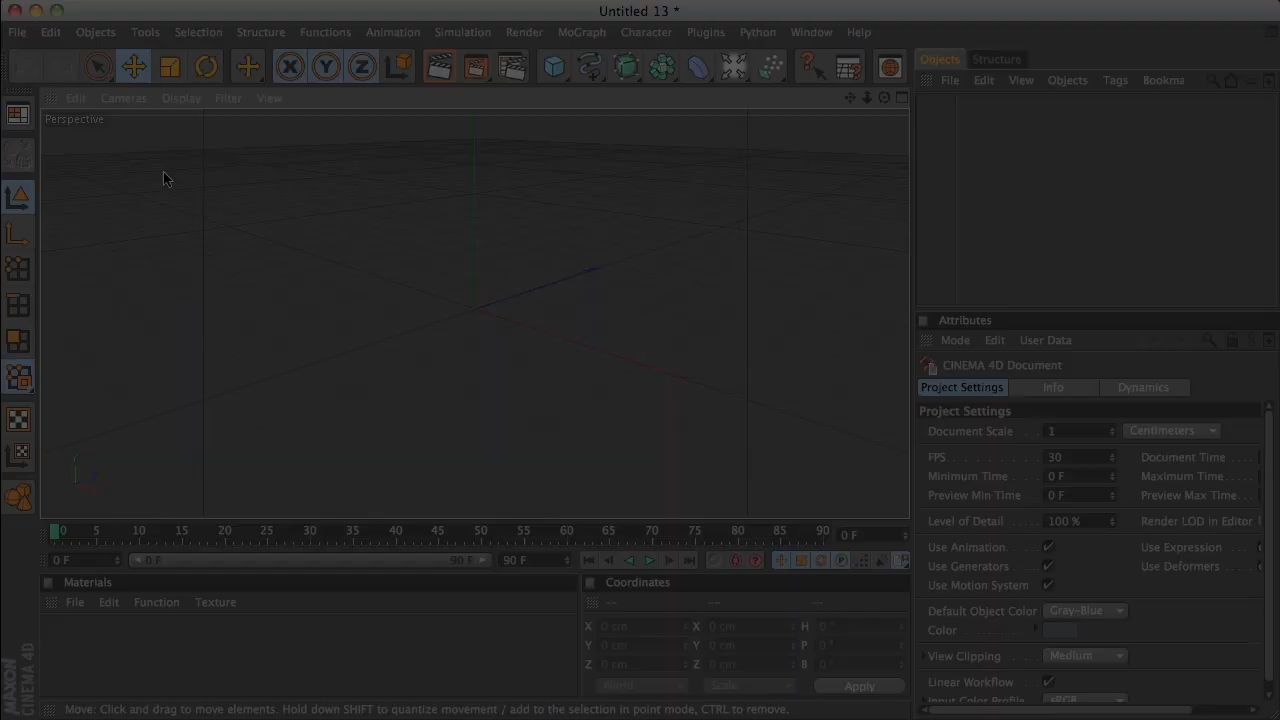 Untitled 13 *
File Edit Objects Tools Selection Structure Functions Animation Simulation Render MoGraph Character Plugins Python Window Help
Objects Structure
File Edit View Objects Tags Bookma
Edit Cameras Display Filter View
Perspective
Attributes
Mode Edit User Data
CINEMA 4D Document
Project Settings Info Dynamics
Project Settings
Document Scale 1 Centimeters
FPS 30 Document Time
Minimum Time 0 F Maximum Time
Preview Min Time 0 F Preview Max Time
Level of Detail 100 % Render LOD in Editor
Use Animation Use Expression
Use Generators Use Deformers
Use Motion System
Default Object Color Gray-Blue
Color
View Clipping Medium
Linear Workflow
Input Color Profile sRGB
0 5 10 15 20 25 30 35 40 45 50 55 60 65 70 75 80 85 90 0 F
0 F 0 F 90 F 90 F
Materials
File Edit Function Texture
Coordinates
-- -- --
X 0 cm X 0 cm H 0 °
Y 0 cm Y 0 cm P 0 °
Z 0 cm Z 0 cm B 0 °
World Scale Apply
MAXON
CINEMA 4D
Move: Click and drag to move elements. Hold down SHIFT to quantize movement / add to the selection in point mode, CTRL to remove.